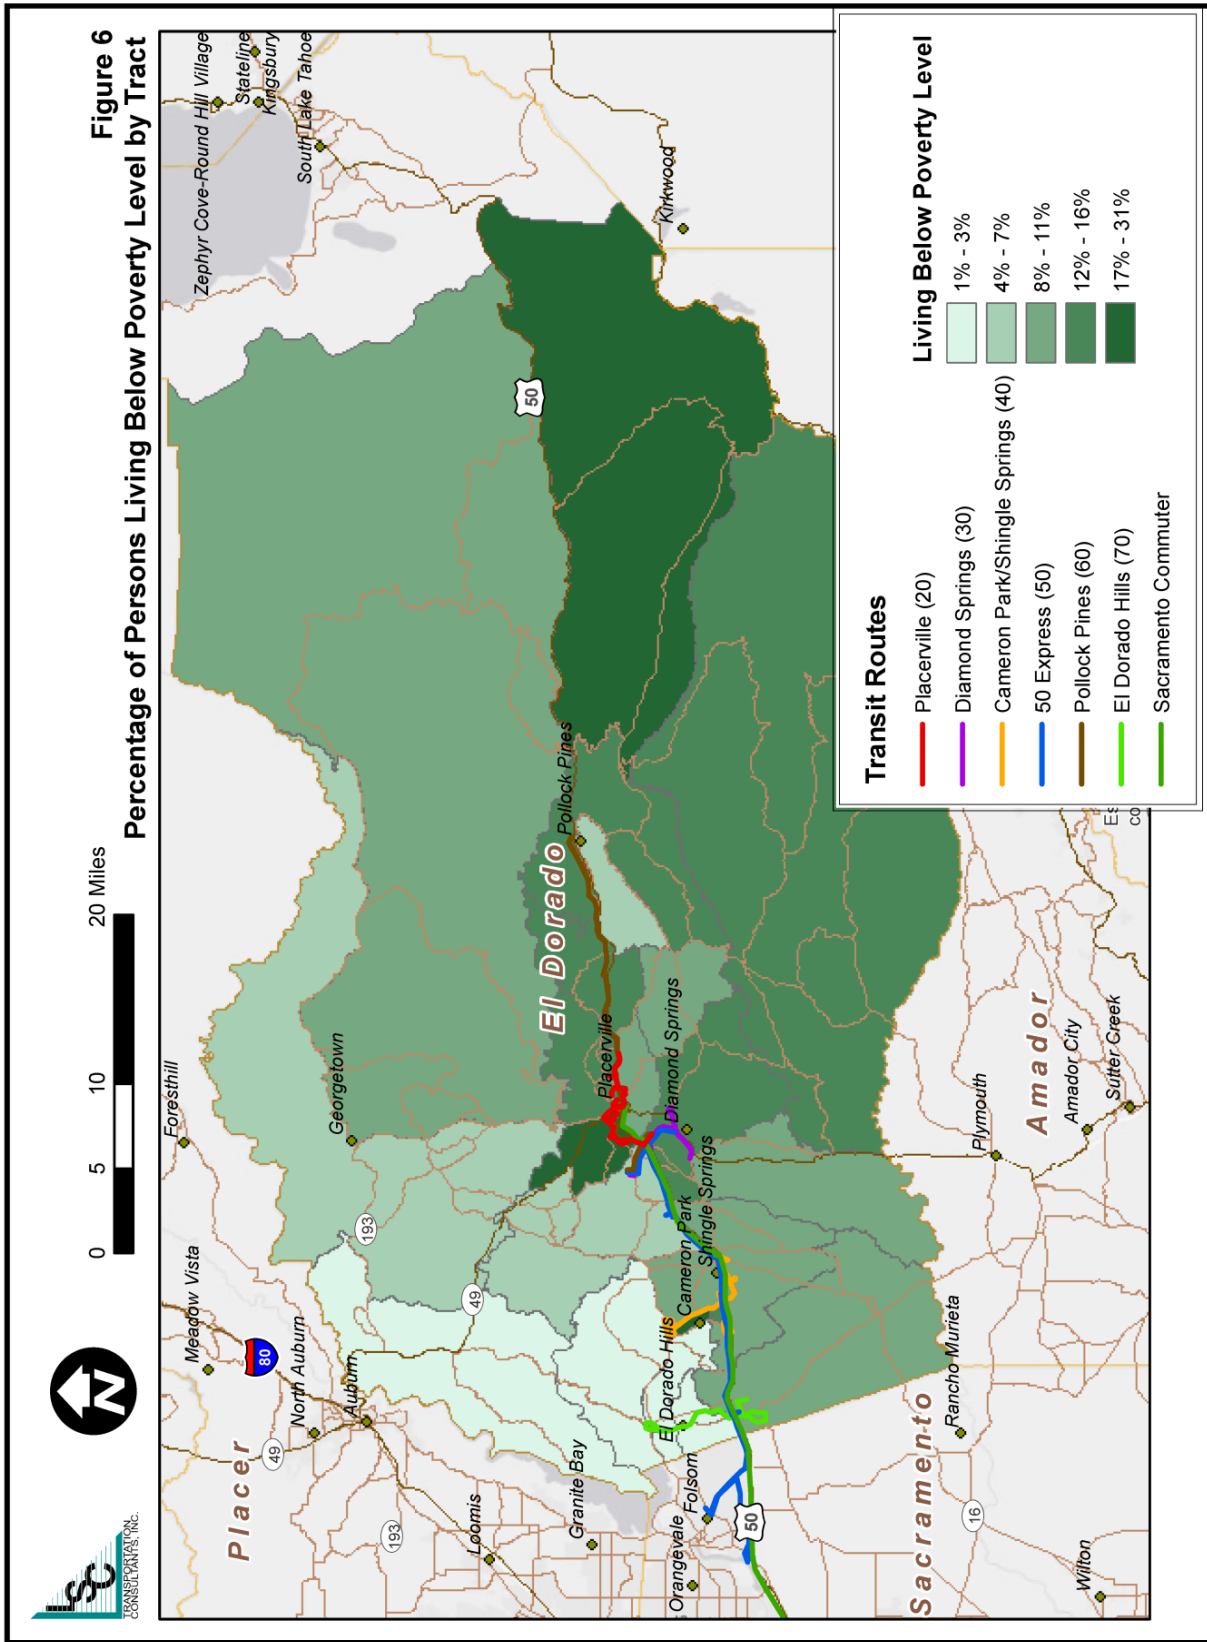 Figure 6
Percentage of Persons Living Below Poverty Level by Tract
LSC
TRANSPORTATION
CONSULTANTS, INC.
N
0
5
10
20 Miles
Placer
Meadow Vista
Foresthill
80
North Auburn
49
Auburn
193
193
Georgetown
Loomis
49
Granite Bay
Zephyr Cove-Round Hill Village
Stateline
Kingsbury
South Lake Tahoe
50
El Dorado
Pollock Pines
Placerville
Diamond Springs
Kirkwood
Orangevale
Folsom
El Dorado Hills
Cameron Park
Shingle Springs
50
Sacramento
Rancho Murieta
16
Wilton
Plymouth
Amador
Amador City
Sutter Creek
Es
co
Transit Routes
Placerville (20)
Diamond Springs (30)
Cameron Park/Shingle Springs (40)
50 Express (50)
Pollock Pines (60)
El Dorado Hills (70)
Sacramento Commuter
Living Below Poverty Level
1% - 3%
4% - 7%
8% - 11%
12% - 16%
17% - 31%